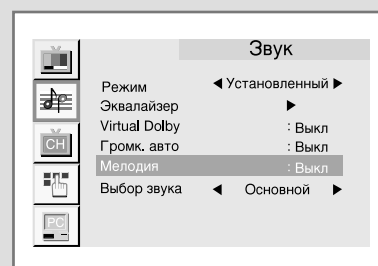 Звук
Режим ◀ Установленный ▶
Эквалайзер ▶
Virtual Dolby : Выкл
CH
Громк. авто : Выкл
Мелодия : Выкл
Выбор звука ◀ Основной ▶
PC